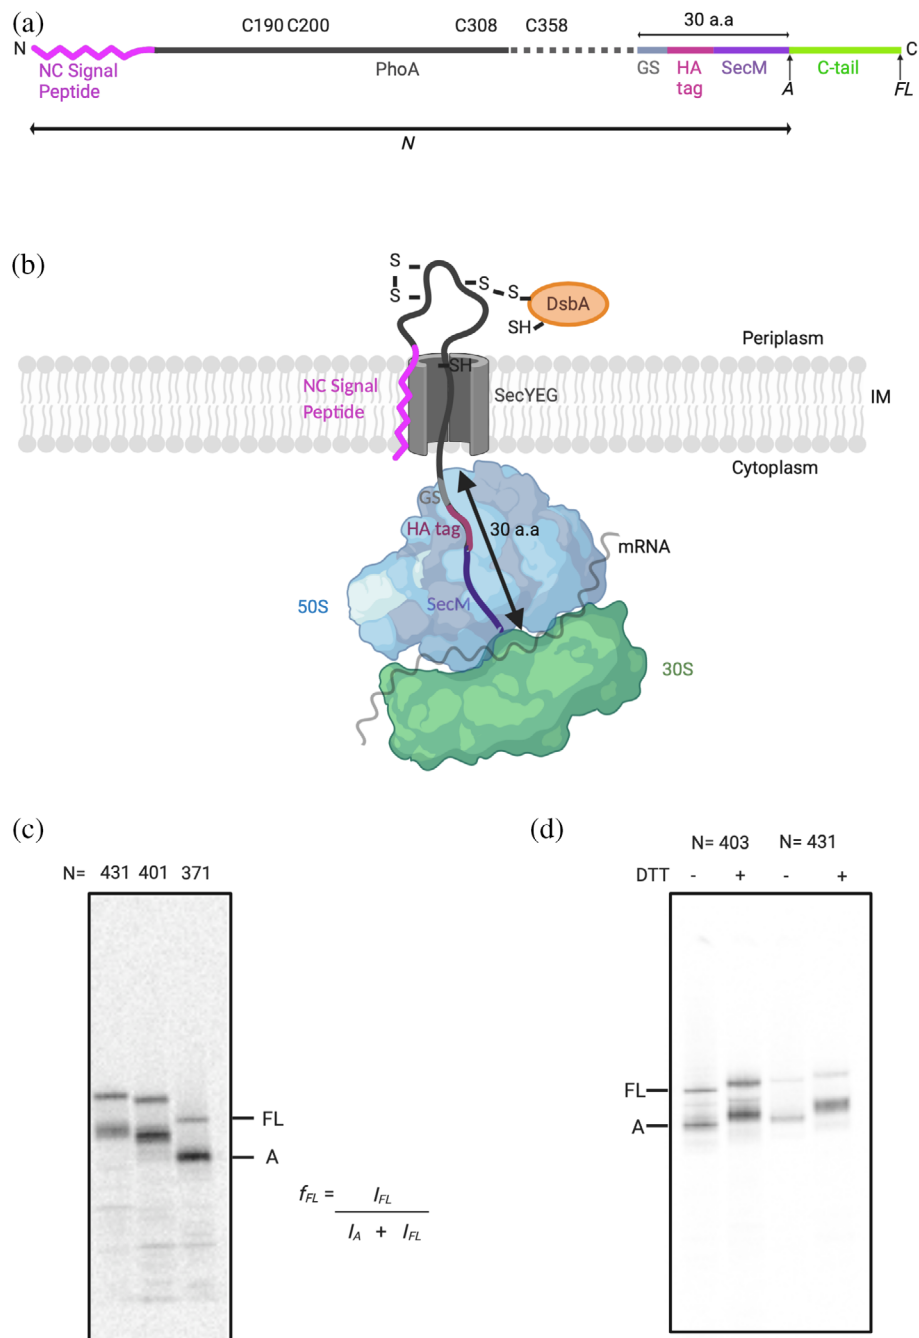 (a)
C190 C200 C308 C358 30 a.a
N C
NC Signal
Peptide
PhoA
GS HA
tag
SecM A C-tail FL
N
(b)
S S
S S DsbA
SH
Periplasm
SH
NC Signal
Peptide
SecYEG
IM
Cytoplasm
GS
HA tag 30 a.a
mRNA
50S SecM
30S
(c)
N= 431 401 371
FL
A
fFL = IFL
IA + IFL
(d)
N= 403 N= 431
DTT - + - +
FL
A